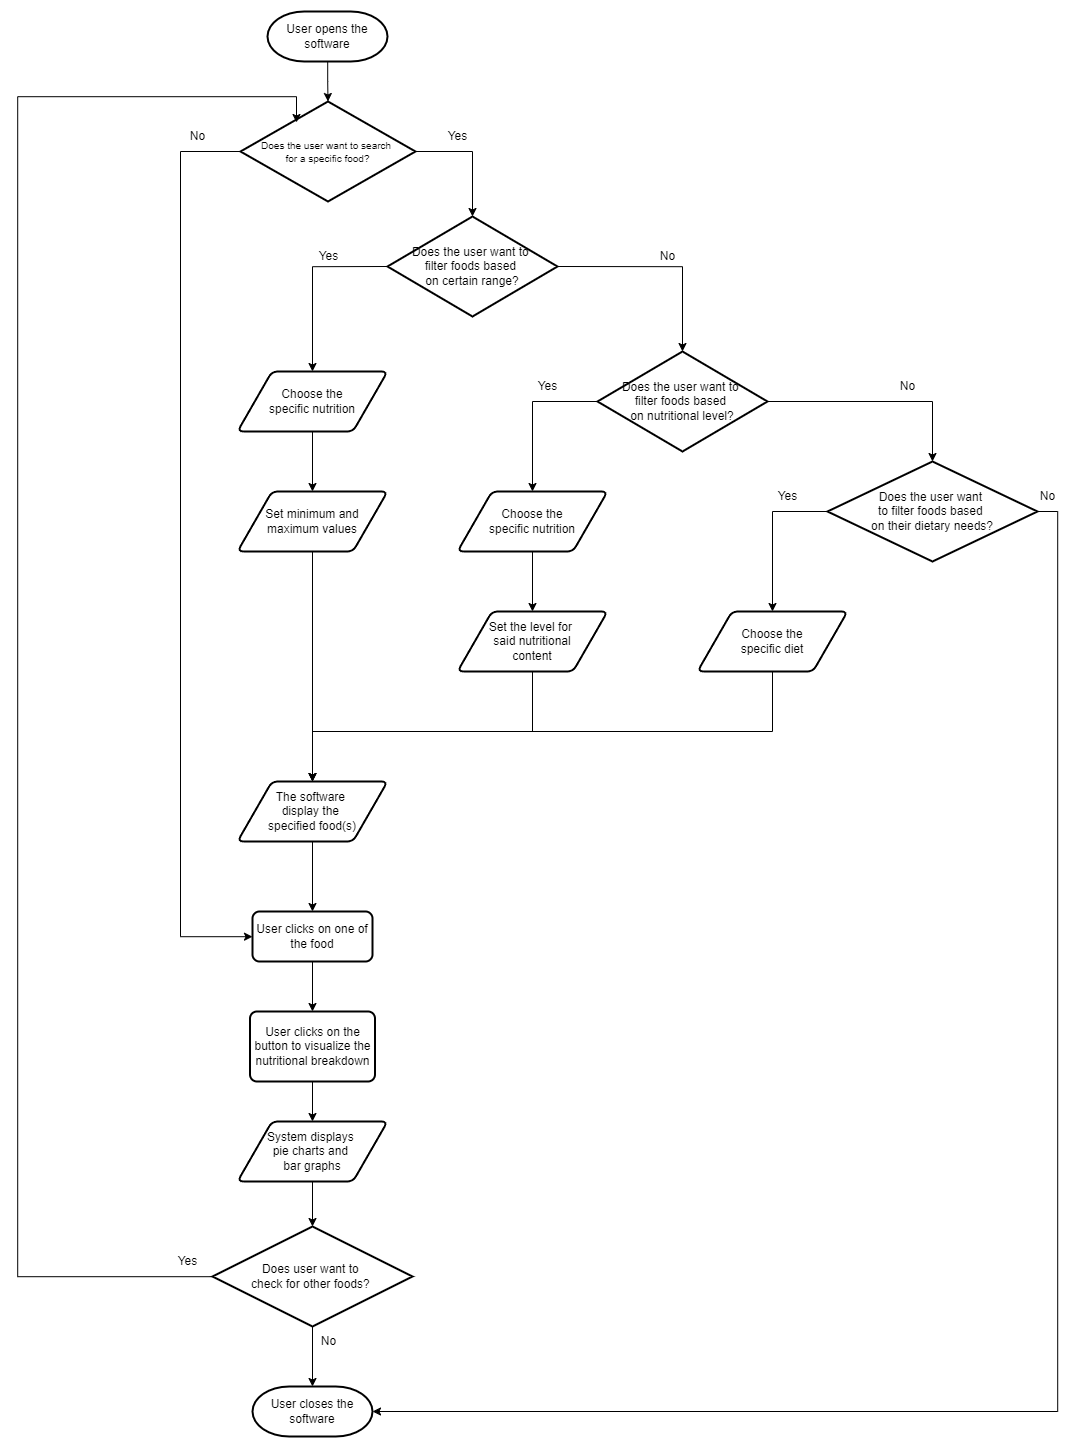 User opens the
software
No
Yes
Does the user want to search
for a specific food?
Yes
Does the user want to
filter foods based
on certain range?
No
Choose the
specific nutrition
Yes
Does the user want to
filter foods based
on nutritional level?
No
Set minimum and
maximum values
Choose the
specific nutrition
Yes
Does the user want
to filter foods based
on their dietary needs?
No
Set the level for
said nutritional
content
Choose the
specific diet
The software
display the
specified food(s)
User clicks on one of
the food
User clicks on the
button to visualize the
nutritional breakdown
System displays
pie charts and
bar graphs
Yes
Does user want to
check for other foods?
No
User closes the
software